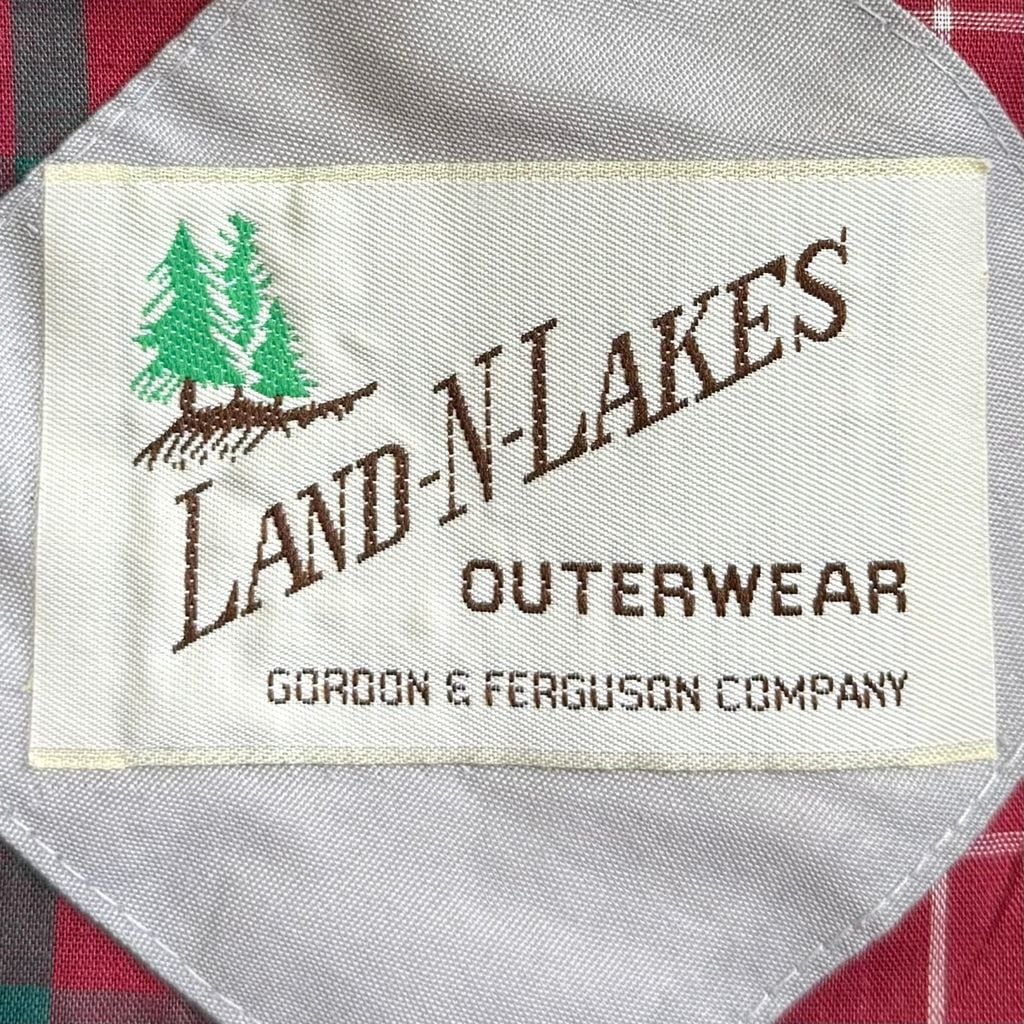 LAND-N-LAKES
OUTERWEAR
GORDON & FERGUSON COMPANY